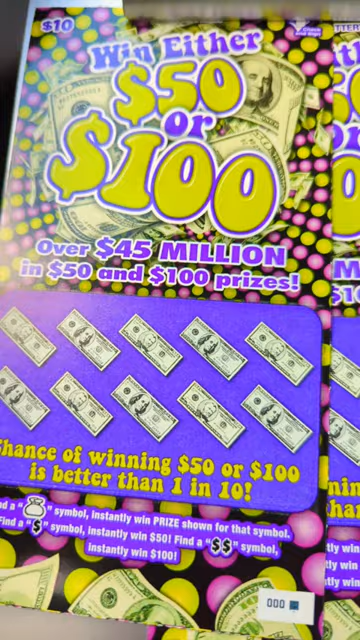 $10
Win Either
$50
or
$100
Over $45 MILLION
in $50 and $100 prizes!
Chance of winning $50 or $100
is better than 1 in 10!
symbol, instantly win PRIZE shown for that symbol.
Find a "$" symbol, instantly win $50! Find a "$$" symbol,
instantly win $100!
000